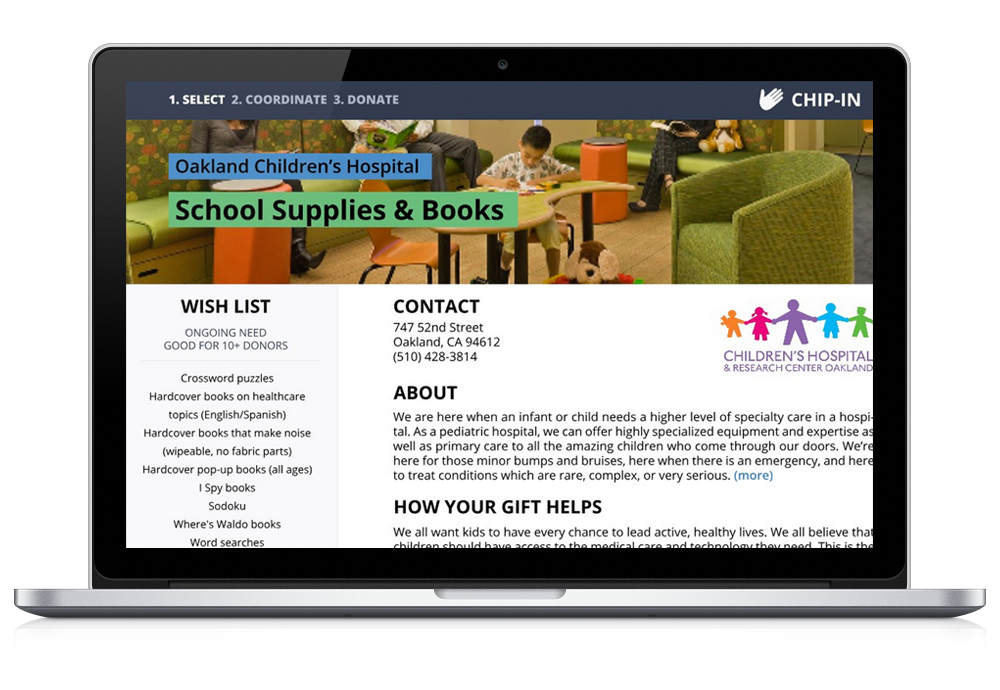 1. SELECT 2. COORDINATE 3. DONATE
CHIP-IN
Oakland Children's Hospital
School Supplies & Books
WISH LIST
ONGOING NEED
GOOD FOR 10+ DONORS
Crossword puzzles
Hardcover books on healthcare
topics (English/Spanish)
Hardcover books that make noise
(wipeable, no fabric parts)
Hardcover pop-up books (all ages)
I Spy books
Sodoku
Where's Waldo books
Word searches
CONTACT
747 52nd Street
Oakland, CA 94612
(510) 428-3814
CHILDREN'S HOSPITAL
& RESEARCH CENTER OAKLAND
ABOUT
We are here when an infant or child needs a higher level of specialty care in a hospi-
tal. As a pediatric hospital, we can offer highly specialized equipment and expertise as
well as primary care to all the amazing children who come through our doors. We're
here for those minor bumps and bruises, here when there is an emergency, and here
to treat conditions which are rare, complex, or very serious. (more)
HOW YOUR GIFT HELPS
We all want kids to have every chance to lead active, healthy lives. We all believe that
children should have access to the medical care and technology they need. This is the